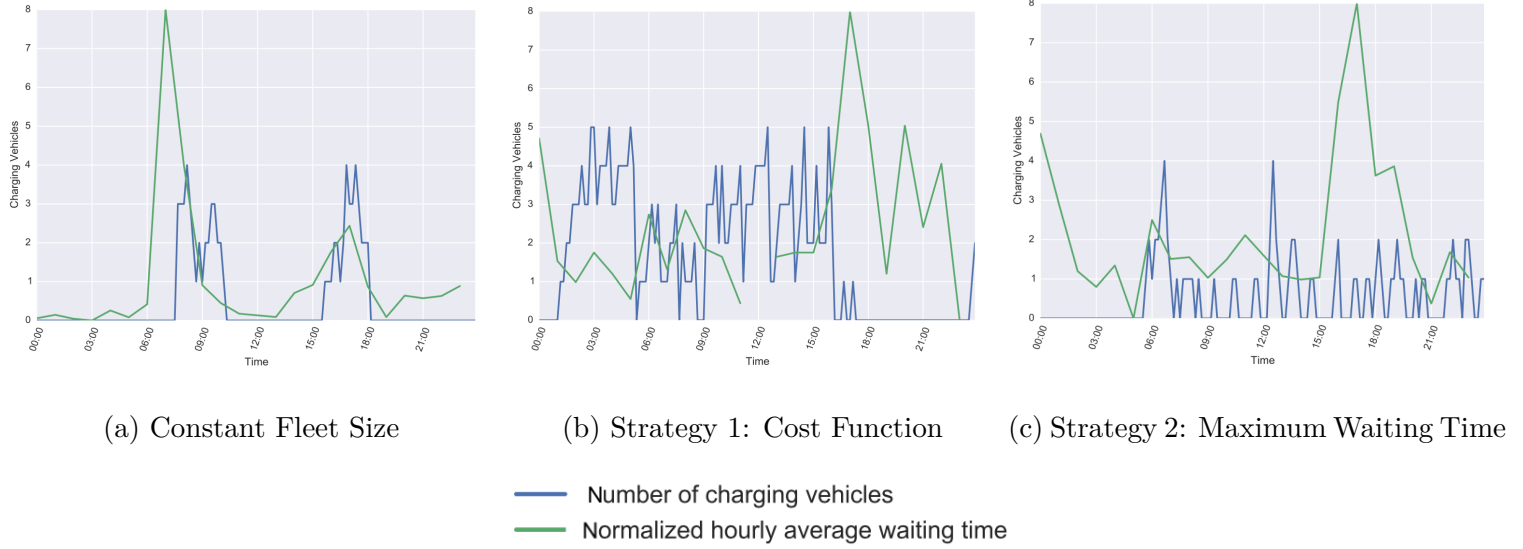 8
7
6
5
4
3
2
1
0
Charging Vehicles
00:00 03:00 06:00 09:00 12:00 15:00 18:00 21:00
Time
(a) Constant Fleet Size
8
7
6
5
4
3
2
1
0
Charging Vehicles
00:00 03:00 06:00 09:00 12:00 15:00 18:00 21:00
Time
(b) Strategy 1: Cost Function
8
7
6
5
4
3
2
1
0
Charging Vehicles
00:00 03:00 06:00 09:00 12:00 15:00 18:00 21:00
Time
(c) Strategy 2: Maximum Waiting Time
Number of charging vehicles
Normalized hourly average waiting time